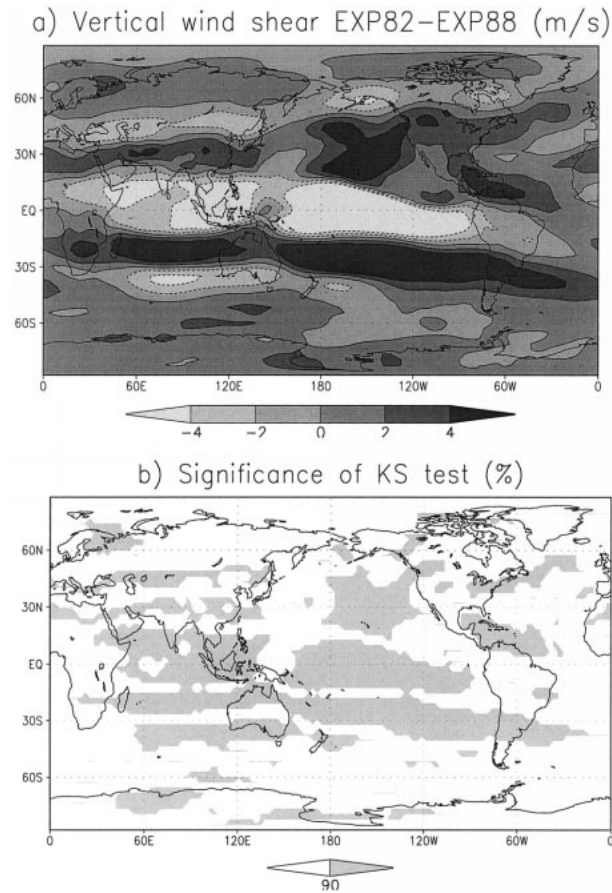 a) Vertical wind shear EXP82-EXP88 (m/s)
60N
30N
EQ
30S
60S
0 60E 120E 180 120W 60W 0
-4 -2 0 2 4
b) Significance of KS test (%)
60N
30N
EQ
30S
60S
0 60E 120E 180 120W 60W 0
90